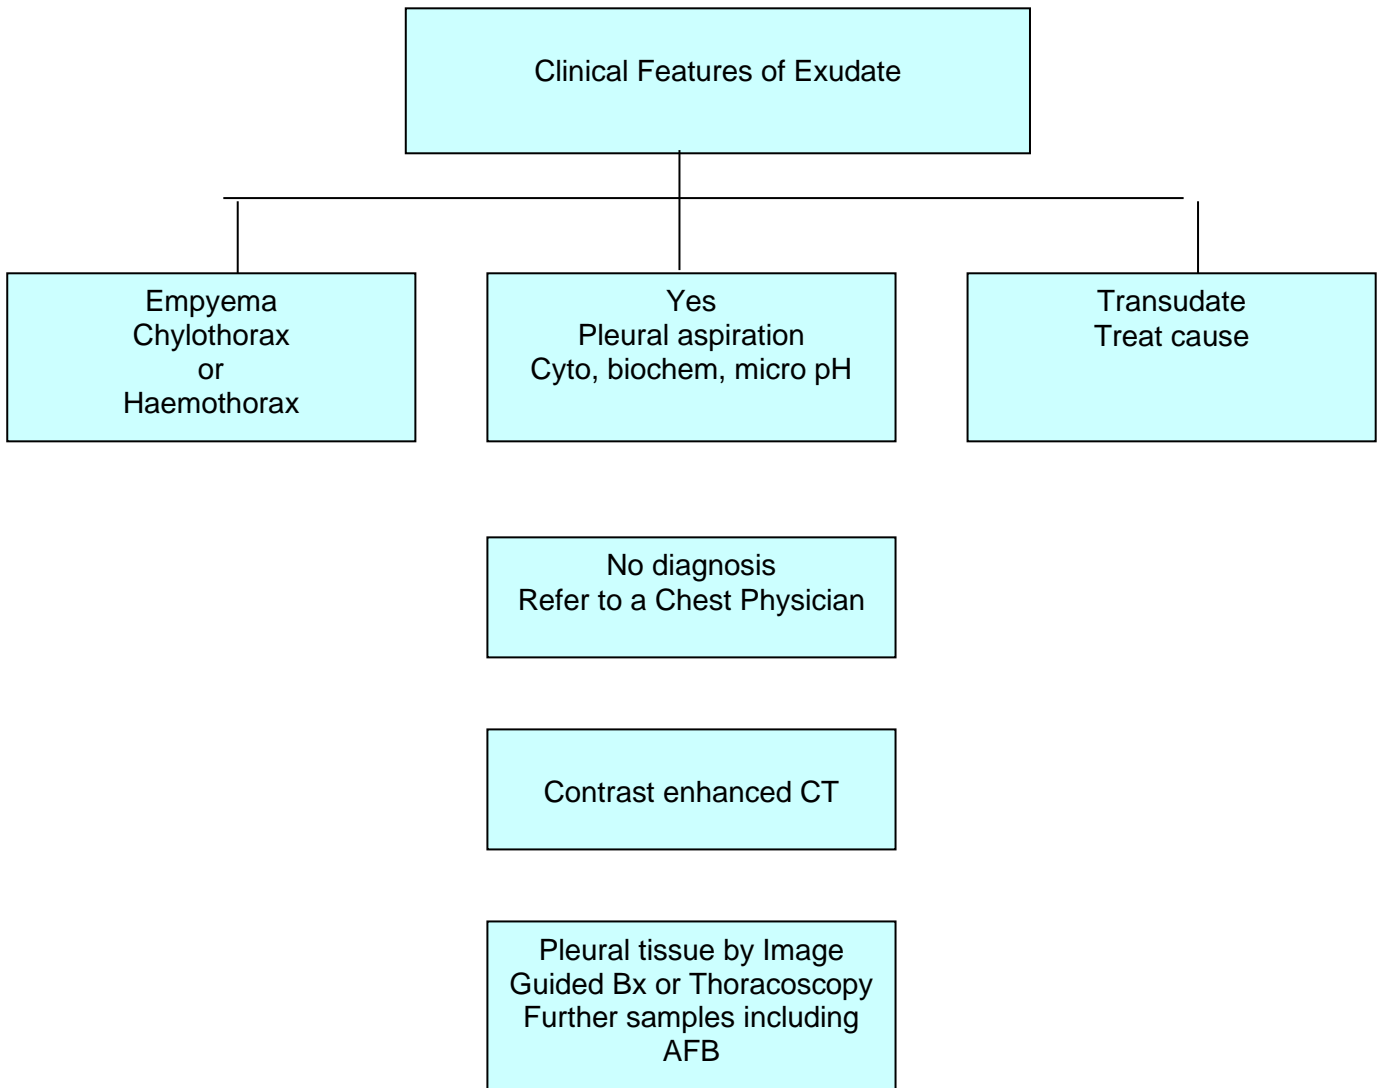 Clinical Features of Exudate
Empyema
Chylothorax
or
Haemothorax
Yes
Pleural aspiration
Cyto, biochem, micro pH
Transudate
Treat cause
No diagnosis
Refer to a Chest Physician
Contrast enhanced CT
Pleural tissue by Image
Guided Bx or Thoracoscopy
Further samples including
AFB